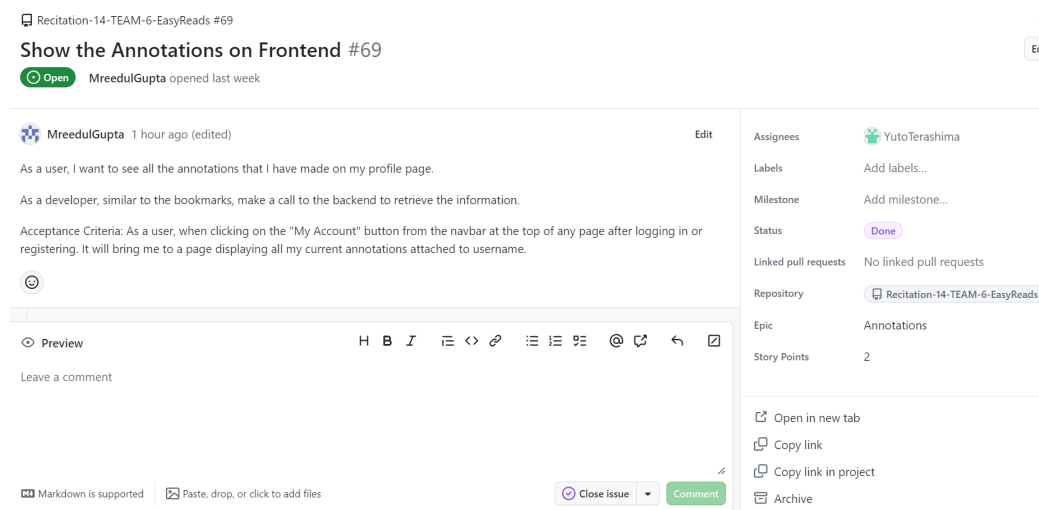 Recitation-14-TEAM-6-EasyReads #69
Show the Annotations on Frontend #69
Open MreedulGupta opened last week
MreedulGupta 1 hour ago (edited)
Edit
As a user, I want to see all the annotations that I have made on my profile page.
As a developer, similar to the bookmarks, make a call to the backend to retrieve the information.
Acceptance Criteria: As a user, when clicking on the "My Account" button from the navbar at the top of any page after logging in or
registering. It will bring me to a page displaying all my current annotations attached to username.
Preview
H B I
Leave a comment
Markdown is supported
Paste, drop, or click to add files
Close issue
Comment
Assignees YutoTerashima
Labels Add labels...
Milestone Add milestone...
Status Done
Linked pull requests No linked pull requests
Repository Recitation-14-TEAM-6-EasyReads
Epic Annotations
Story Points 2
Open in new tab
Copy link
Copy link in project
Archive